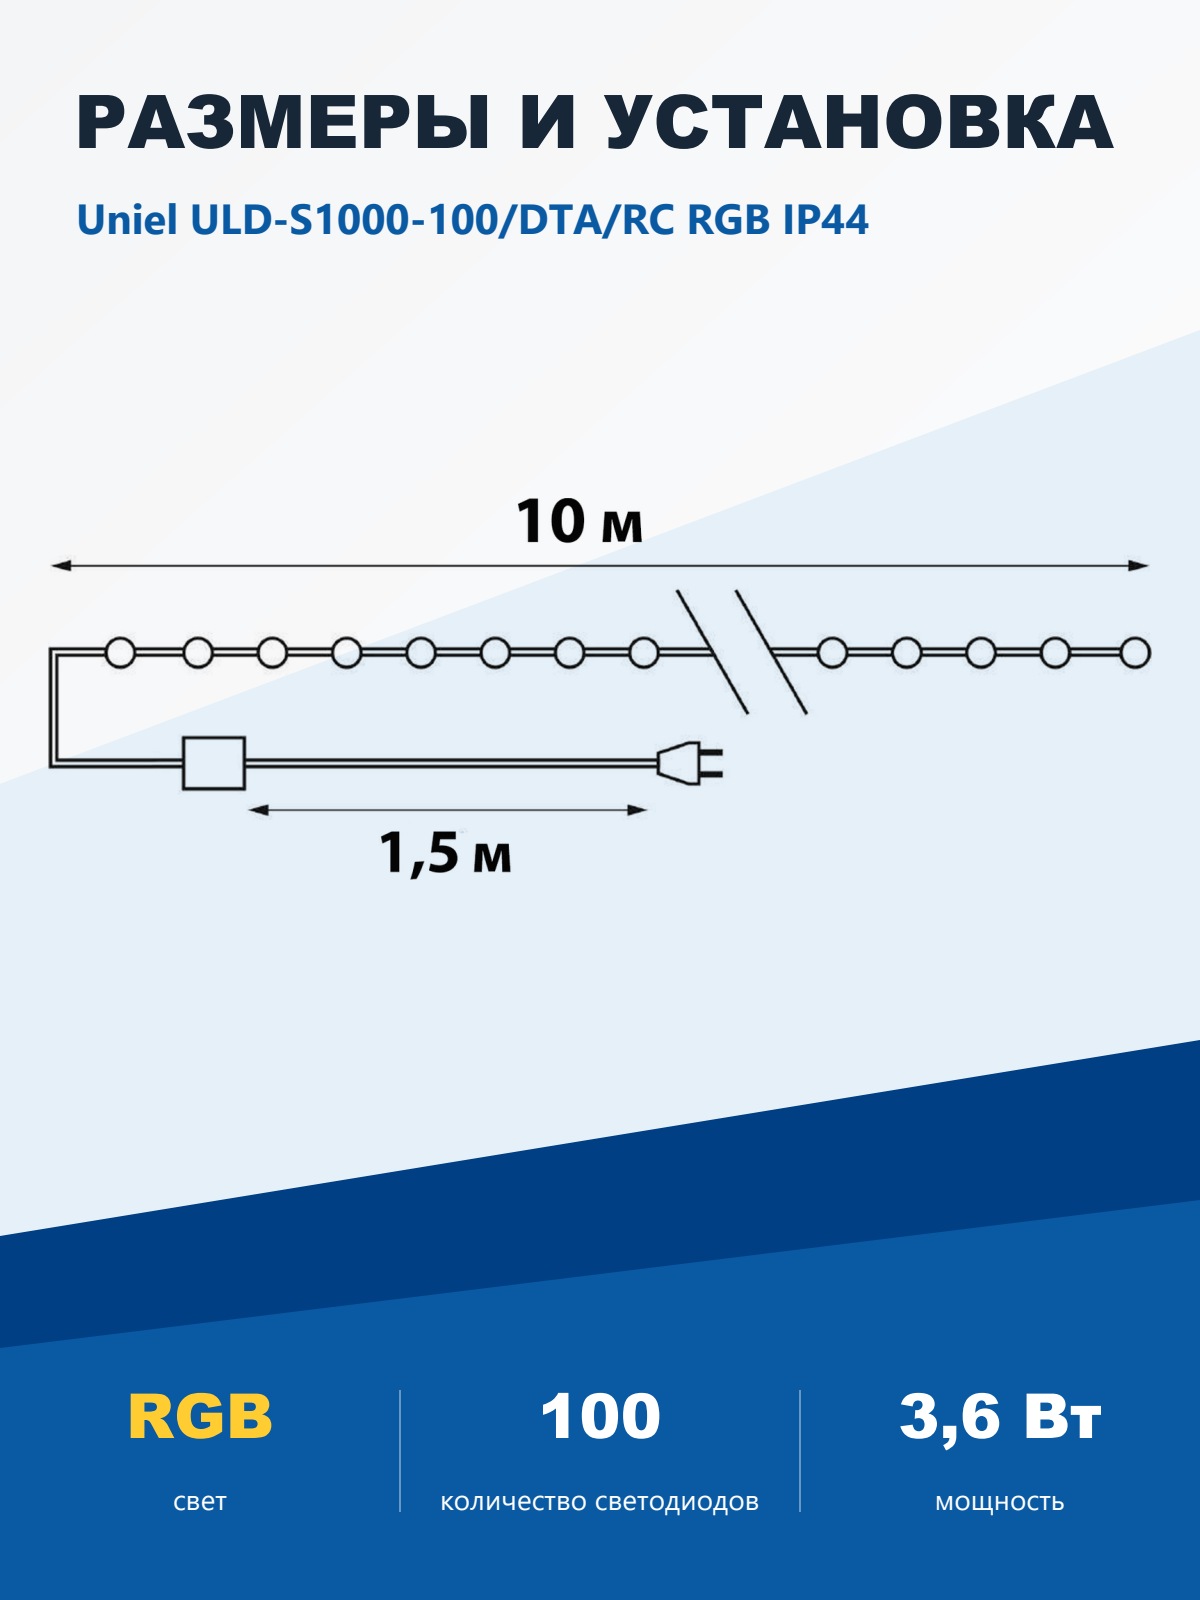 РАЗМЕРЫ И УСТАНОВКА
Uniel ULD-S1000-100/DTA/RC RGB IP44
10 м
1,5 м
RGB
свет
100
количество светодиодов
3,6 Вт
мощность